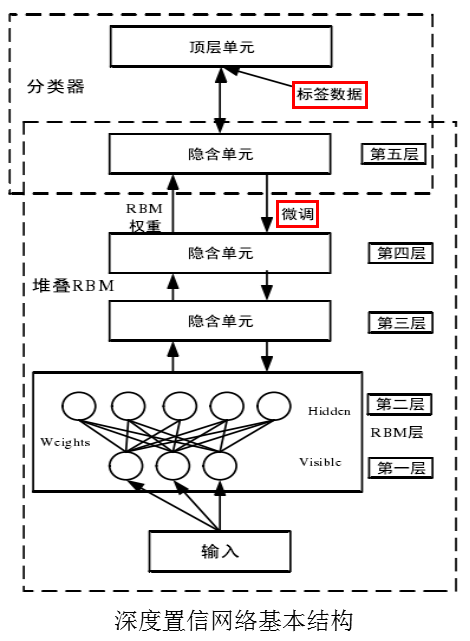 顶层单元
分类器
标签数据
隐含单元
第五层
RBM
权重
微调
隐含单元
第四层
堆叠RBM
隐含单元
第三层
第二层
Hidden
RBM层
Weights
Visible
第一层
输入
深度置信网络基本结构